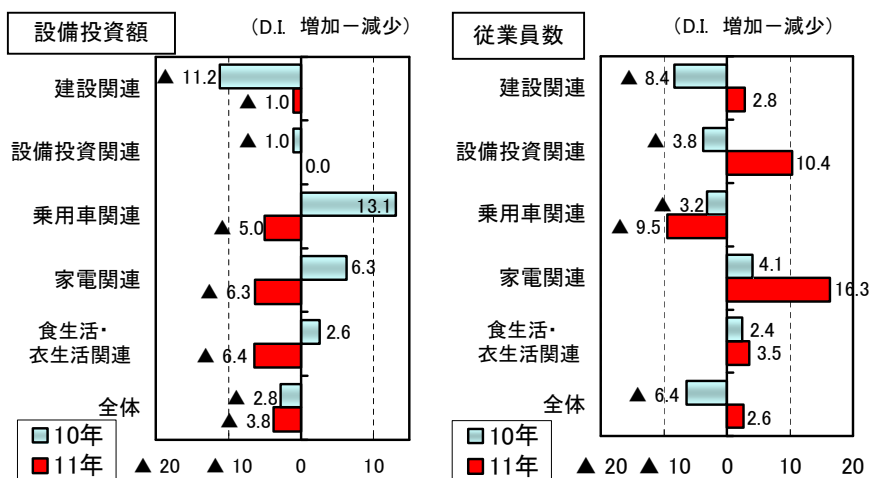 設備投資額
(D.I. 増加－減少)
建設関連
▲ 11.2
▲ 1.0
設備投資関連
▲ 1.0
0.0
乗用車関連
13.1
▲ 5.0
家電関連
6.3
▲ 6.3
食生活・
衣生活関連
2.6
▲ 6.4
全体
▲ 2.8
▲ 3.8
10年
11年
▲ 20 ▲ 10 0 10
従業員数
(D.I. 増加－減少)
建設関連
▲ 8.4
2.8
設備投資関連
▲ 3.8
10.4
乗用車関連
▲ 3.2
▲ 9.5
家電関連
4.1
16.3
食生活・
衣生活関連
2.4
3.5
全体
▲ 6.4
2.6
10年
11年
▲ 20 ▲ 10 0 10 20